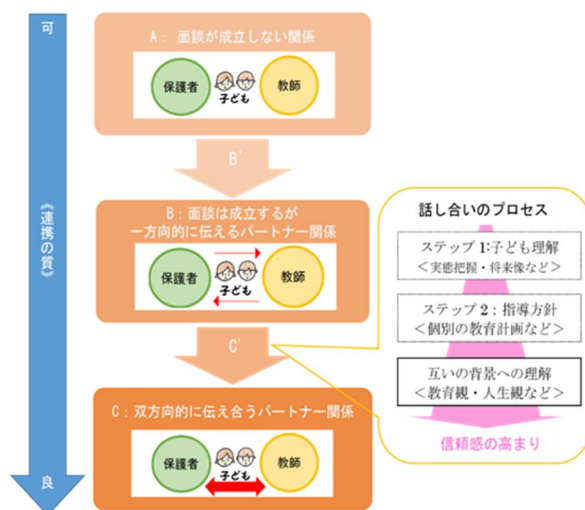 可
《連携の質》
良
A： 面談が成立しない関係
保護者
子ども
教師
B'
B：面談は成立するが
一方向的に伝えるパートナー関係
保護者
子ども
教師
C'
C：双方向的に伝え合うパートナー関係
保護者
子ども
教師
話し合いのプロセス
ステップ 1:子ども理解
＜実態把握・将来像など＞
ステップ 2：指導方針
＜個別の教育計画など＞
互いの背景への理解
＜教育観・人生観など＞
信頼感の高まり